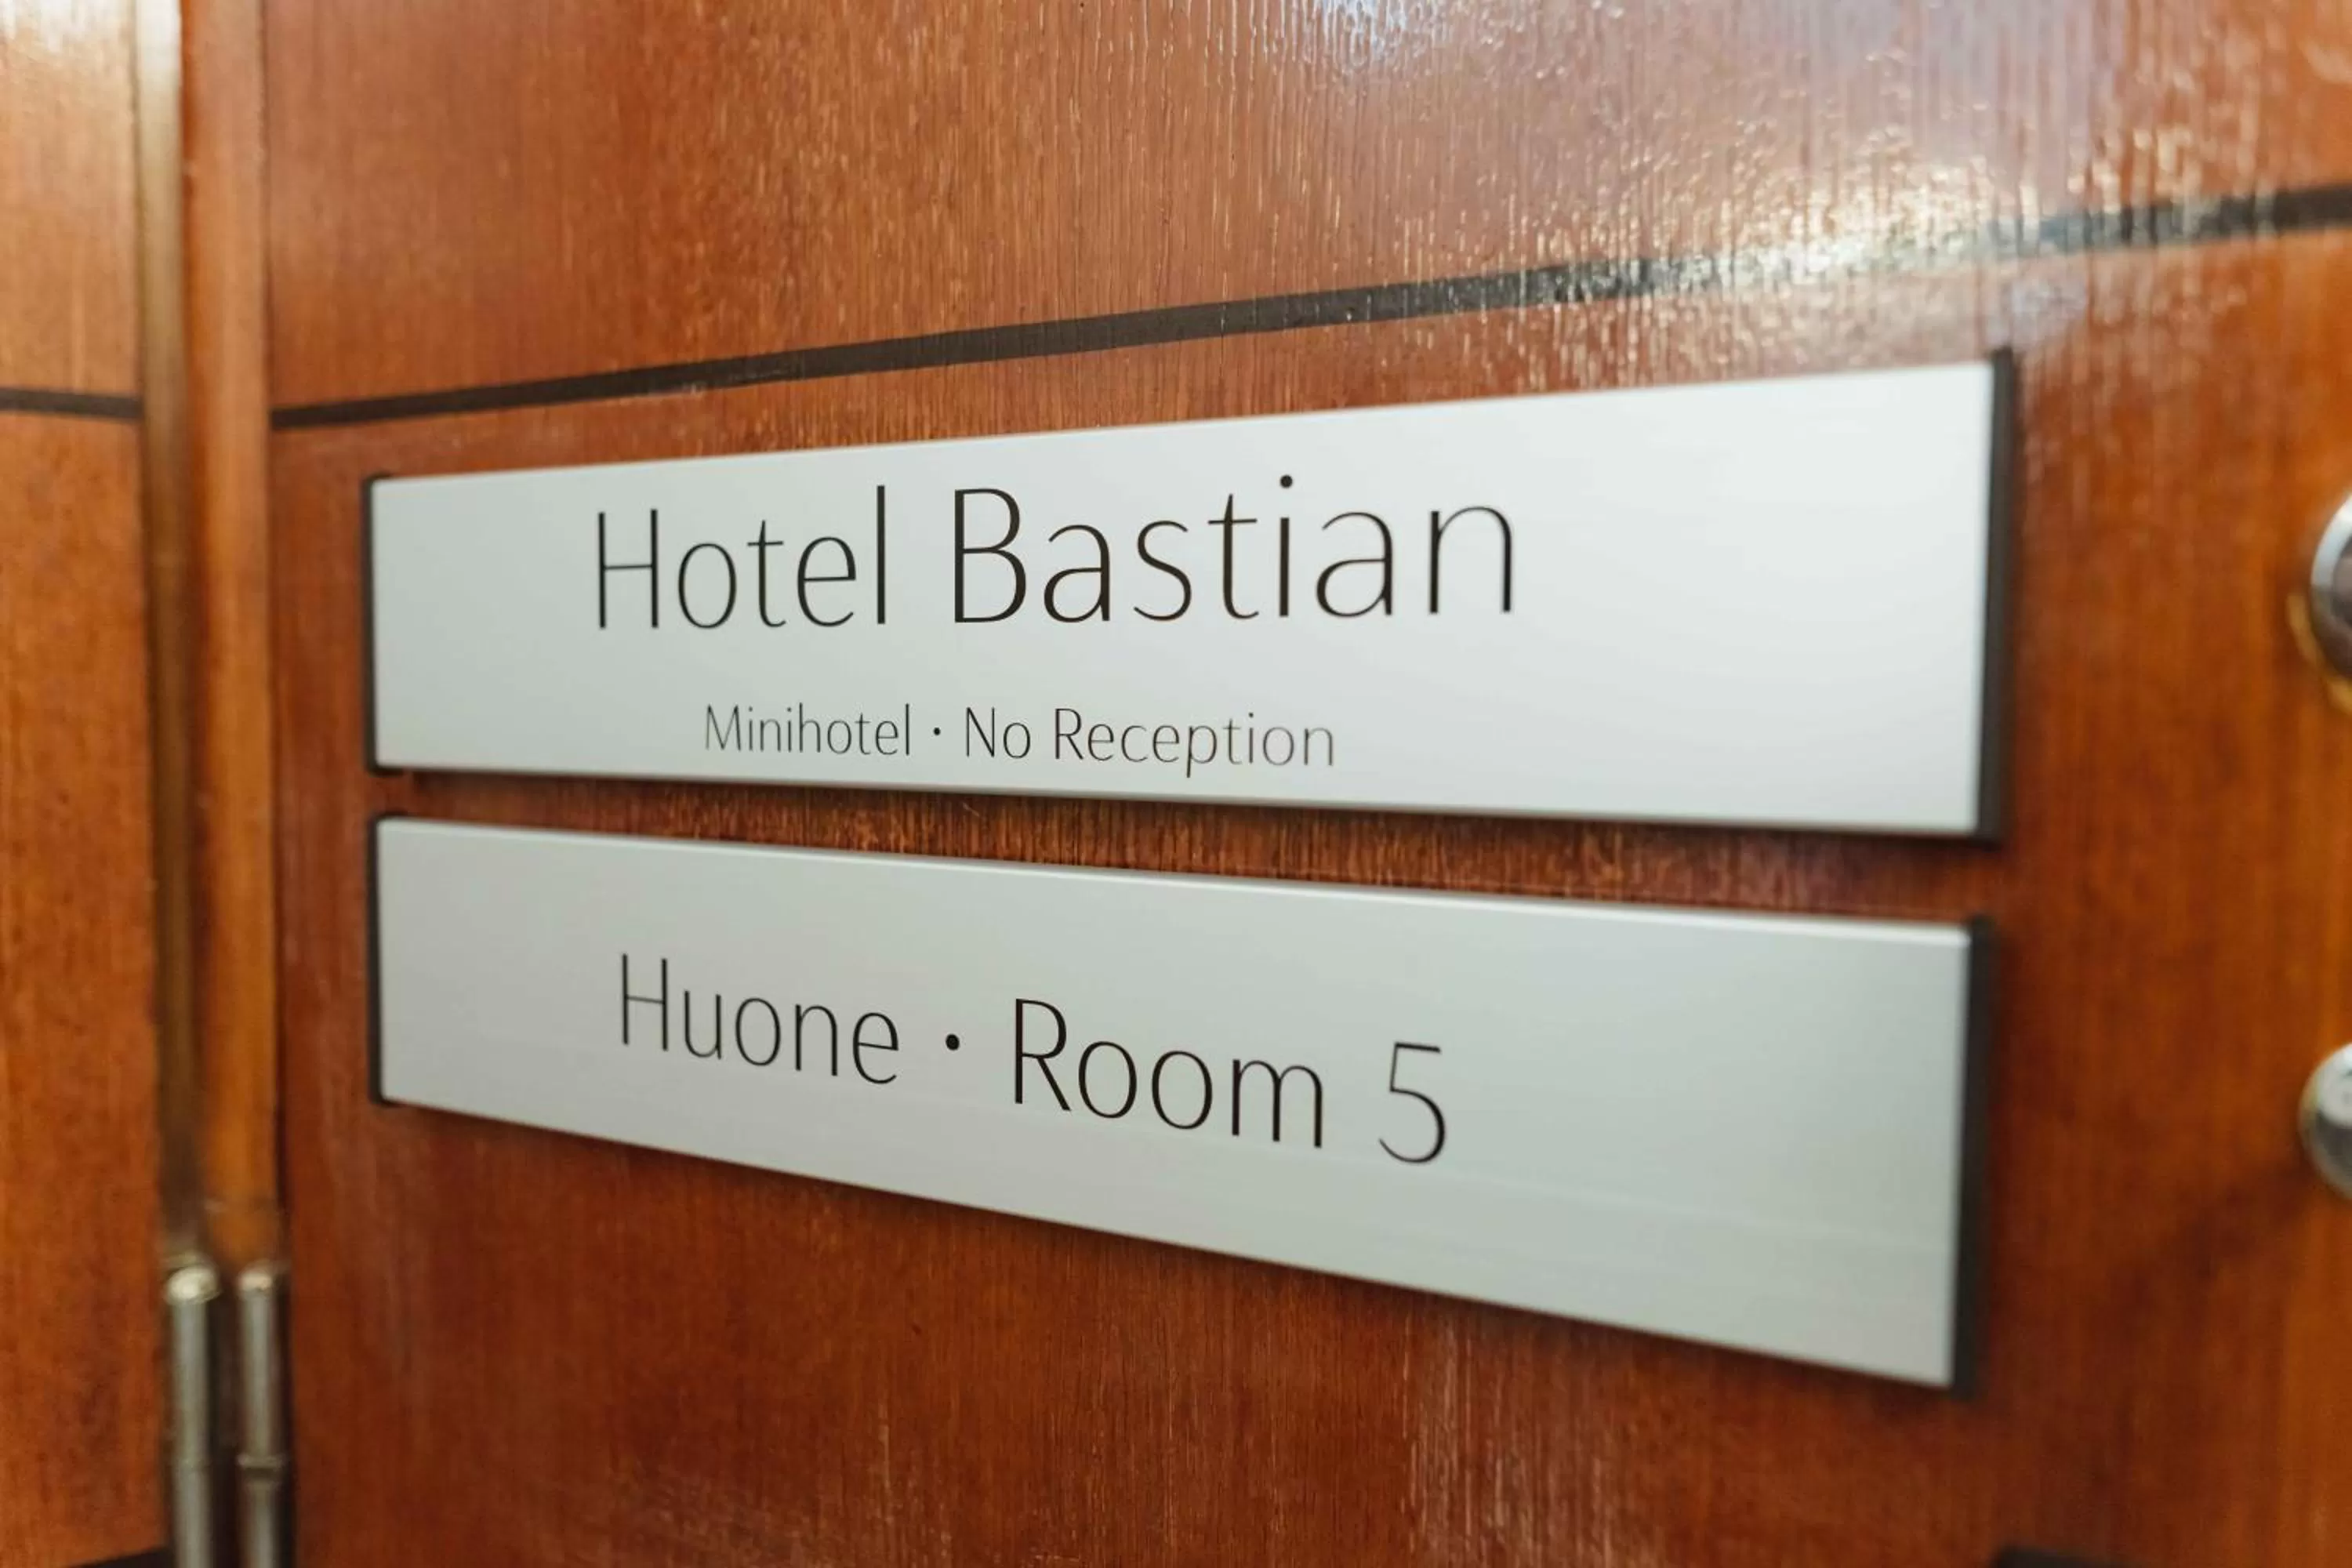 Hotel Bastian
Minihotel · No Reception
Huone · Room 5